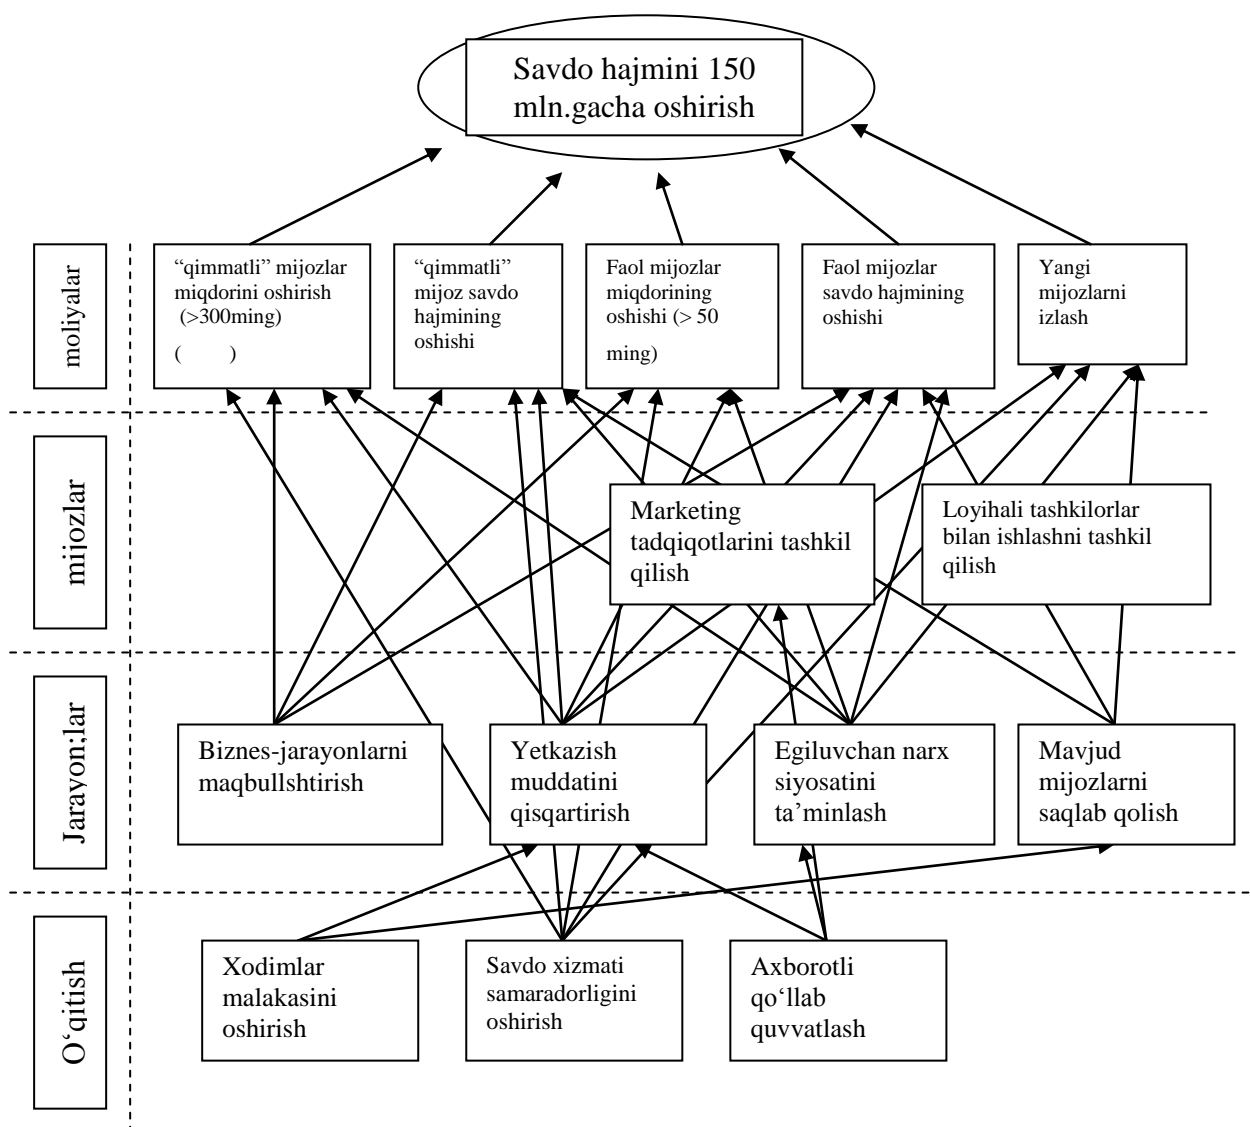 Savdo hajmini 150
mln.gacha oshirish
moliyalar
“qimmatli” mijozlar
miqdorini oshirish
(>300ming)
(        )
“qimmatli”
mijoz savdo
hajmining
oshishi
Faol mijozlar
miqdorining
oshishi (> 50
ming)
Faol mijozlar
savdo hajmining
oshishi
Yangi
mijozlarni
izlash
mijozlar
Marketing
tadqiqotlarini tashkil
qilish
Loyihali tashkilorlar
bilan ishlashni tashkil
qilish
Jarayon;lar
Biznes-jarayonlarni
maqbullshtirish
Yetkazish
muddatini
qisqartirish
Egiluvchan narx
siyosatini
ta’minlash
Mavjud
mijozlarni
saqlab qolish
O‘qitish
Xodimlar
malakasini
oshirish
Savdo xizmati
samaradorligini
oshirish
Axborotli
qo‘llab
quvvatlash